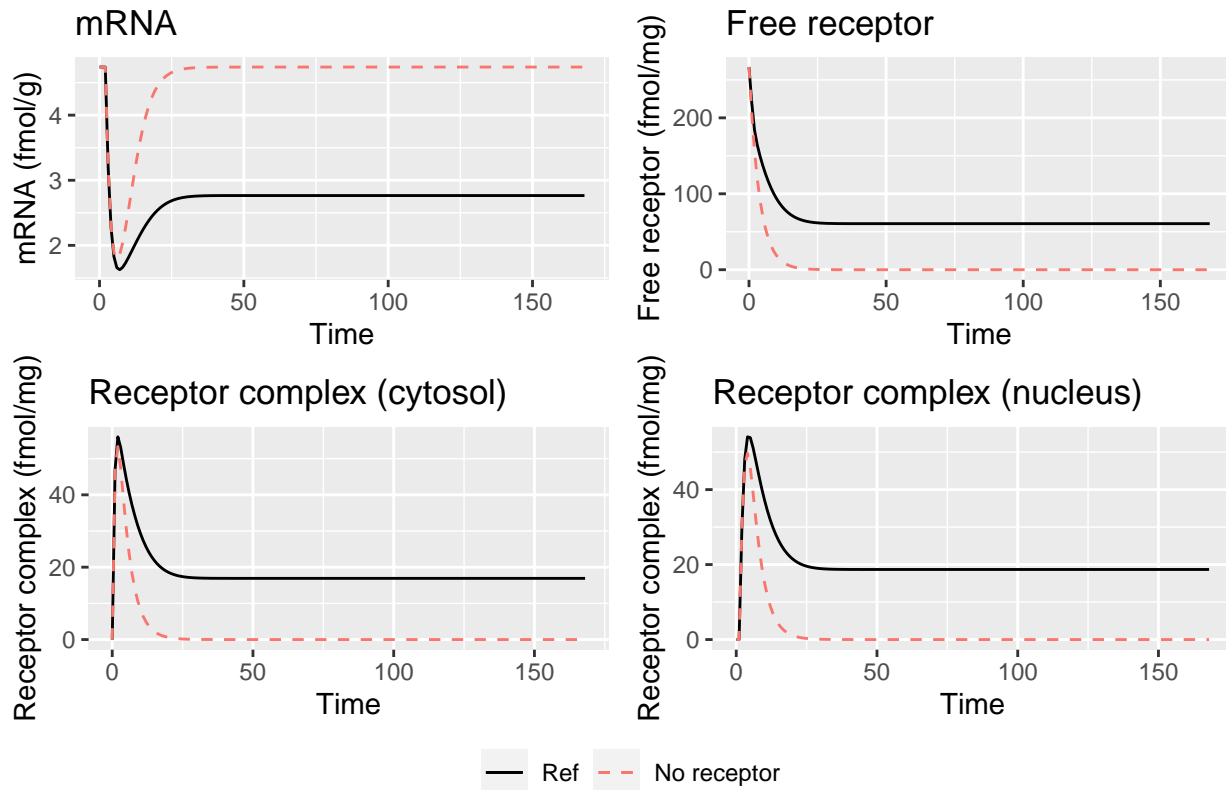 mRNA
mRNA (fmol/g)
4
3
2
0 50 100 150
Time
Free receptor
Free receptor (fmol/mg)
200
100
0
0 50 100 150
Time
Receptor complex (cytosol)
Receptor complex (fmol/mg)
40
20
0
0 50 100 150
Time
Receptor complex (nucleus)
Receptor complex (fmol/mg)
40
20
0
0 50 100 150
Time
Ref No receptor